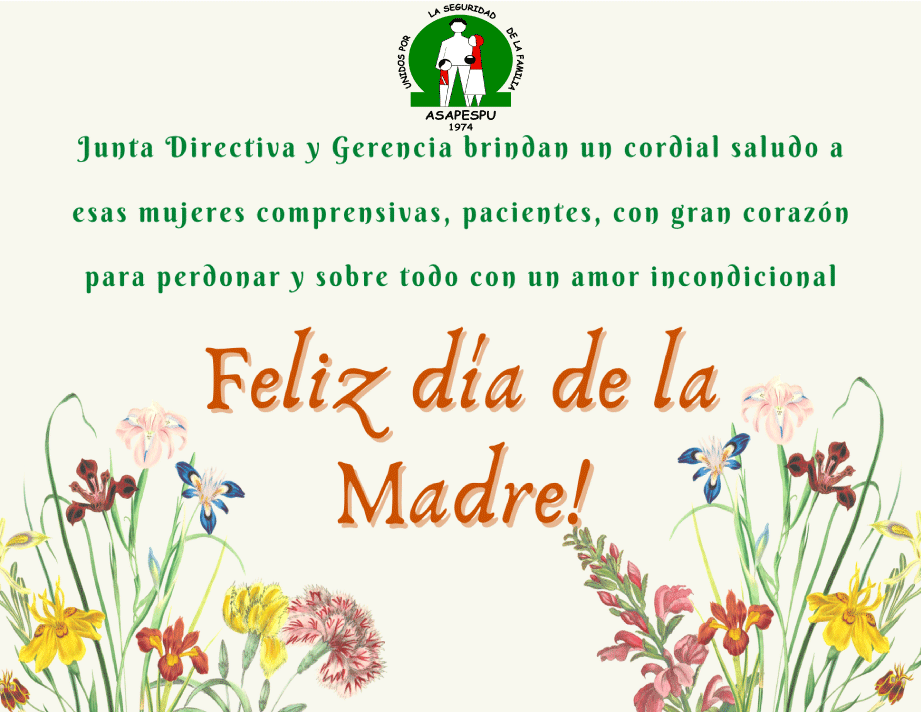 UNIDOS POR LA SEGURIDAD DE LA FAMILIA
ASAPESPU
1974
Junta Directiva y Gerencia brindan un cordial saludo a
esas mujeres comprensivas, pacientes, con gran corazón
para perdonar y sobre todo con un amor incondicional
Feliz día de la
Madre!